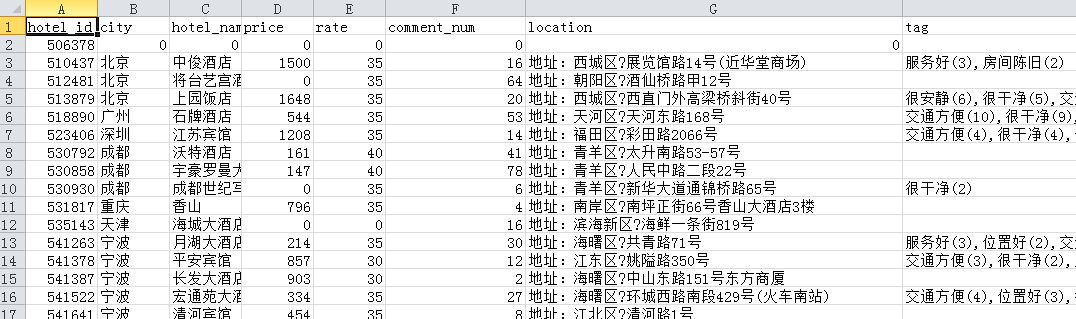 A B C D E F G
1 hotel_id city hotel_nam price rate comment_num location tag
2 506378 0 0 0 0 0 0
3 510437 北京 中俊酒店 1500 35 16 地址：西城区?展览馆路14号(近华堂商场) 服务好(3),房间陈旧(2)
4 512481 北京 将台艺宫酒 0 35 64 地址：朝阳区?酒仙桥路甲12号
5 513879 北京 上园饭店 1648 35 20 地址：西城区?西直门外高梁桥斜街40号 很安静(6),很干净(5),交
6 518890 广州 石牌酒店 544 35 53 地址：天河区?天河东路168号 交通方便(10),很干净(9),
7 523406 深圳 江苏宾馆 1208 35 14 地址：福田区?彩田路2066号 交通方便(4),很干净(4),
8 530792 成都 沃特酒店 161 40 41 地址：青羊区?太升南路53-57号
9 530858 成都 宇豪罗曼大 147 40 78 地址：青羊区?人民中路二段22号
10 530930 成都 成都世纪写 0 35 6 地址：青羊区?新华大道通锦桥路65号 很干净(2)
11 531817 重庆 香山 796 35 4 地址：南岸区?南坪正街66号香山大酒店3楼
12 535143 天津 海城大酒店 0 0 16 地址：滨海新区?海鲜一条街819号
13 541263 宁波 月湖大酒店 214 35 30 地址：海曙区?共青路71号 服务好(3),位置好(2),交
14 541378 宁波 平安宾馆 857 30 12 地址：江东区?姚隘路350号 交通方便(3),很干净(2),
15 541387 宁波 长发大酒店 903 30 2 地址：海曙区?中山东路151号东方商厦
16 541522 宁波 宏通苑大酒 334 35 27 地址：海曙区?环城西路南段429号(火车南站) 交通方便(4),位置好(3),
17 541641 宁波 清河宾馆 454 35 8 地址：江北区?清河路1号